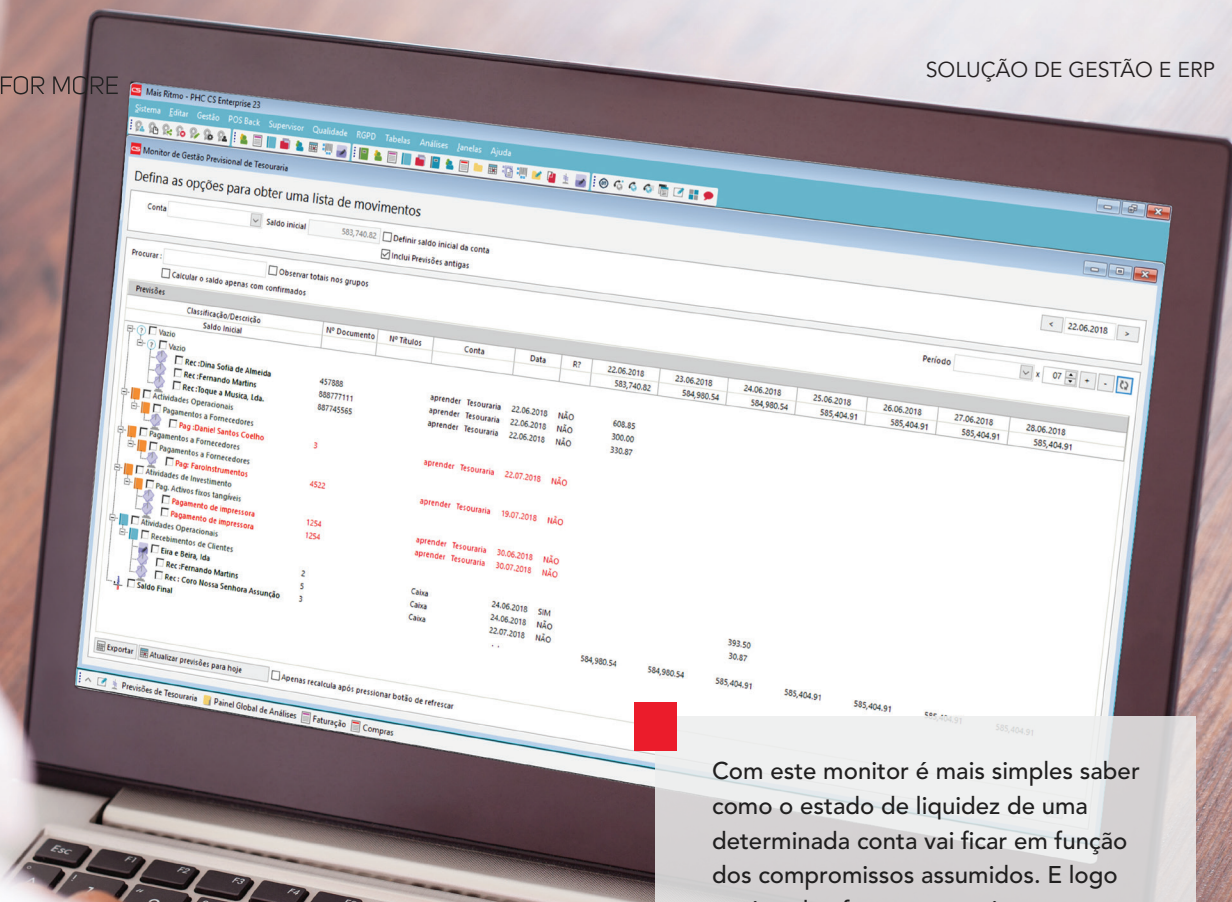 FOR MORE
SOLUÇÃO DE GESTÃO E ERP
Mais Ritmo - PHC CS Enterprise 23
Sistema Editar Gestão POS Back Supervisor Qualidade RGPD Tabelas Análises Janelas Ajuda
Monitor de Gestão Previsional de Tesouraria
Defina as opções para obter uma lista de movimentos
Conta Saldo inicial 583,740.82 Definir saldo inicial da conta
Inclui Previsões antigas
< 22.06.2018 >
Procurar: Observar totais nos grupos
Calcular o saldo apenas com confirmados
Período x 07 + -
Previsões
Classificação/Descrição Nº Documento Nº Títulos Conta Data R? 22.06.2018 23.06.2018 24.06.2018 25.06.2018 26.06.2018 27.06.2018 28.06.2018
Saldo Inicial 583,740.82 584,980.54 584,980.54 585,404.91 585,404.91 585,404.91 585,404.91
Vazio
Vazio
Rec :Dina Sofia de Almeida 457888 aprender Tesouraria 22.06.2018 NÃO 608.85
Rec :Fernando Martins 888777111 aprender Tesouraria 22.06.2018 NÃO 300.00
Rec :Toque a Musica, Lda. 887745565 aprender Tesouraria 22.06.2018 NÃO 330.87
Actividades Operacionais
Pagamentos a Fornecedores
Pag :Daniel Santos Coelho 3 aprender Tesouraria 22.07.2018 NÃO
Pagamentos a Fornecedores
Pagamentos a Fornecedores
Pag: FaroInstrumentos 4522 aprender Tesouraria 19.07.2018 NÃO
Atividades de Investimento
Pag. Activos fixos tangíveis
Pagamento de impressora 1254 aprender Tesouraria 30.06.2018 NÃO
Pagamento de impressora 1254 aprender Tesouraria 30.07.2018 NÃO
Atividades Operacionais
Recebimentos de Clientes
Eira e Beira, lda 2 Caixa 24.06.2018 SIM 393.50
Rec :Fernando Martins 5 Caixa 24.06.2018 NÃO 30.87
Rec : Coro Nossa Senhora Assunção 3 Caixa 22.07.2018 NÃO
Saldo Final . . 584,980.54 584,980.54 585,404.91 585,404.91 585,404.91 585,404.91 585,404.91
Exportar Atualizar previsões para hoje Apenas recalcula após pressionar botão de refrescar
Previsões de Tesouraria Painel Global de Análises Faturação Compras
Com este monitor é mais simples saber
como o estado de liquidez de uma
determinada conta vai ficar em função
dos compromissos assumidos. E logo
Esc F1 F2 F3 F4